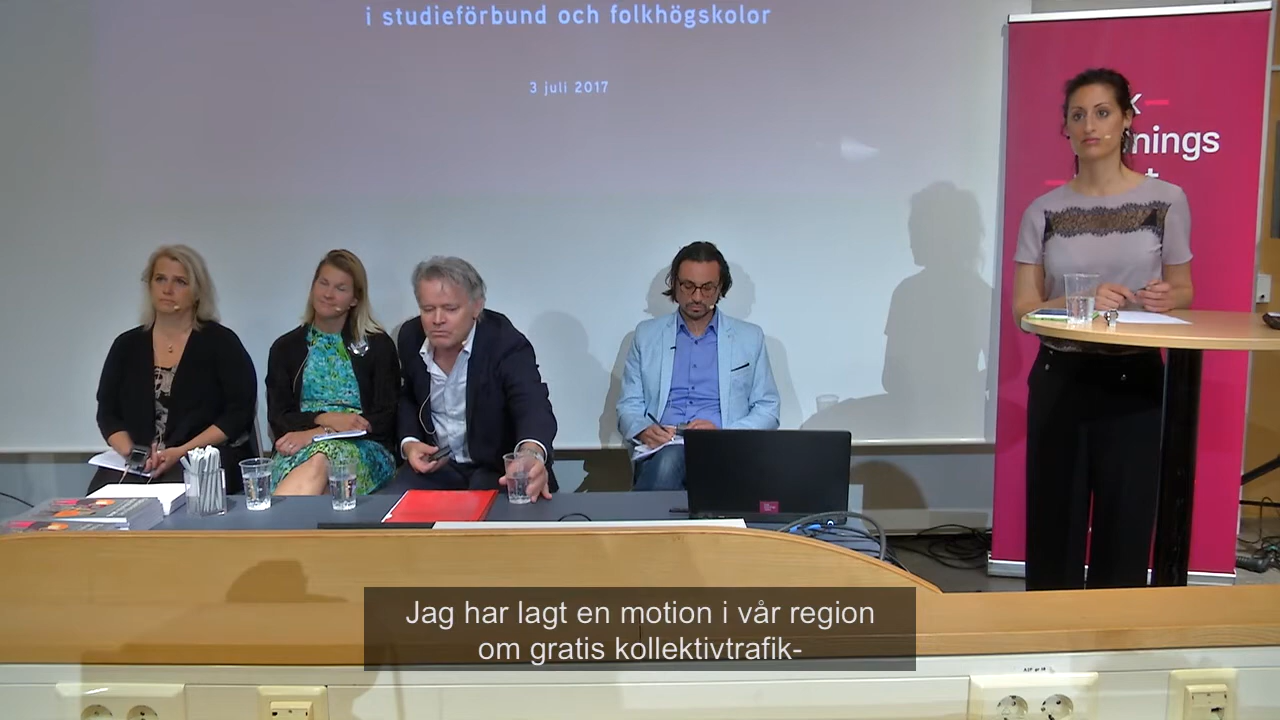 i studieförbund och folkhögskolor
3 juli 2017
nings
Jag har lagt en motion i vår region
om gratis kollektivtrafik-